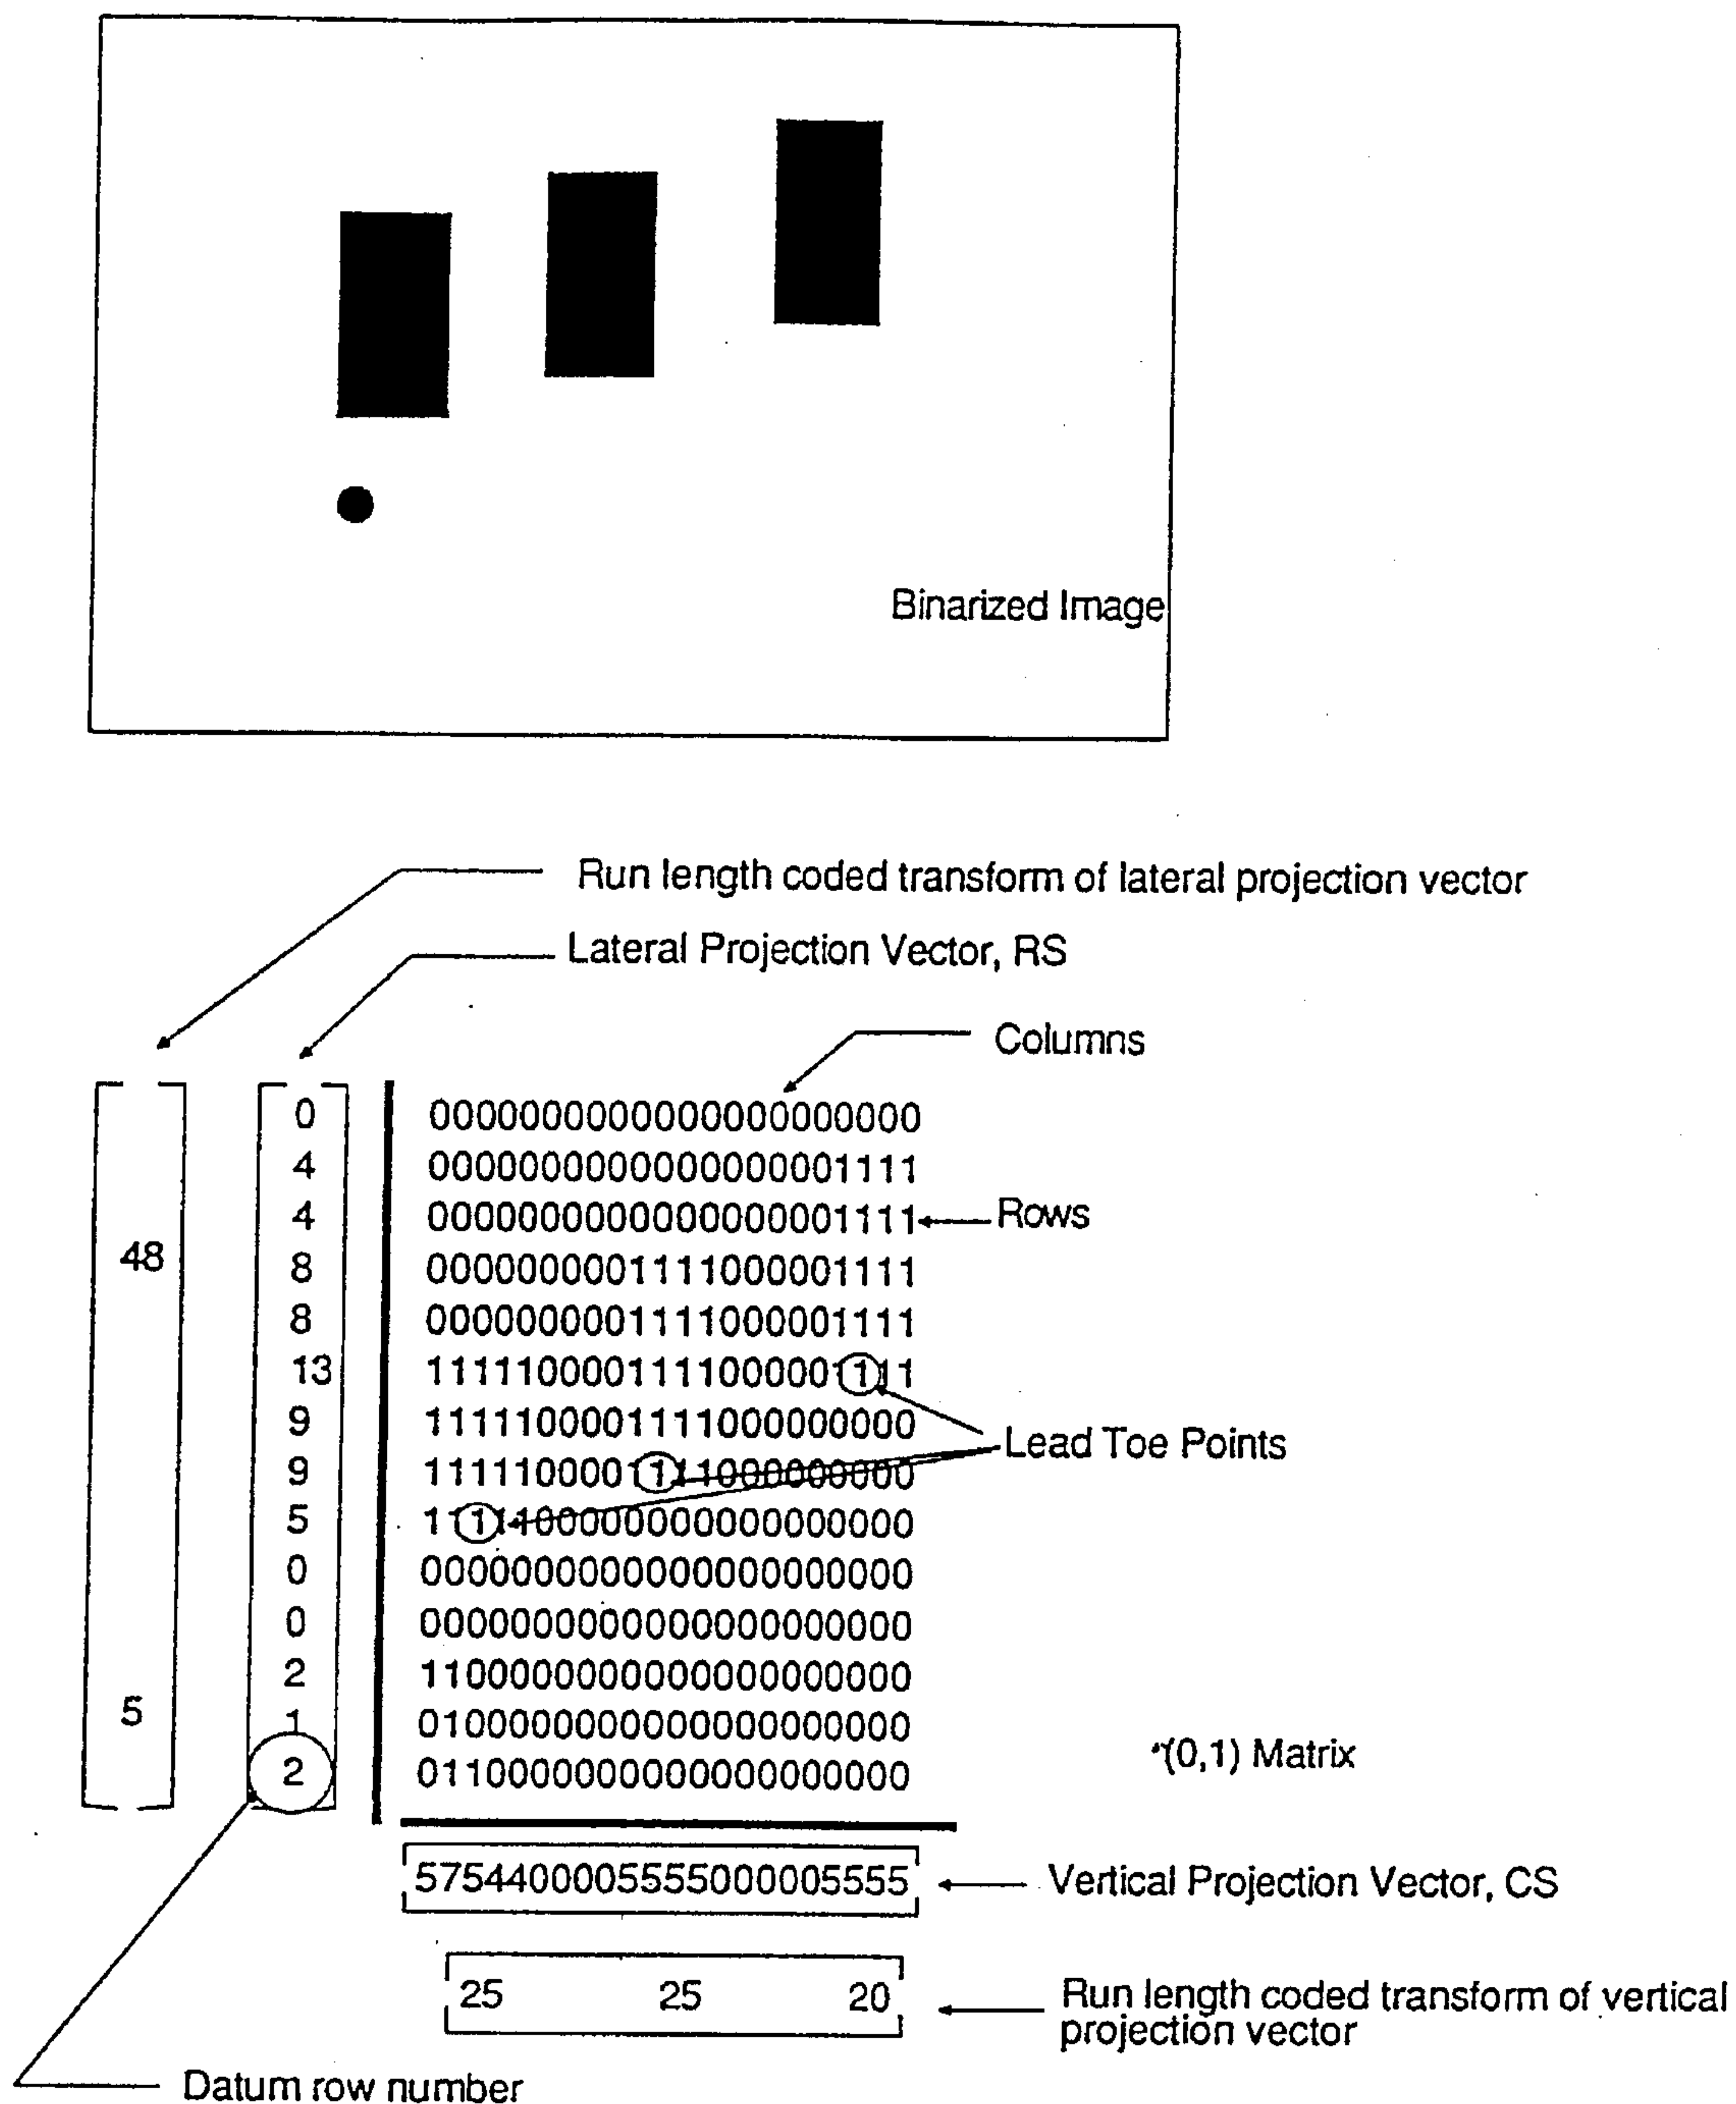 Binarized Image
Run length coded transform of lateral projection vector
Lateral Projection Vector, RS
Columns
0 0000000000000000000000
4 0000000000000000001111
4 0000000000000000001111 Rows
48 8 0000000001111000001111
8 0000000001111000001111
13 1111100001111000001111
9 1111100001111000000000
Lead Toe Points
9 1111100001111000000000
5 1111100000000000000000
0 0000000000000000000000
0 0000000000000000000000
2 1100000000000000000000
5 1 0100000000000000000000
2 0110000000000000000000
(0,1) Matrix
5754400005555000005555 Vertical Projection Vector, CS
25 25 20 Run length coded transform of vertical
projection vector
Datum row number